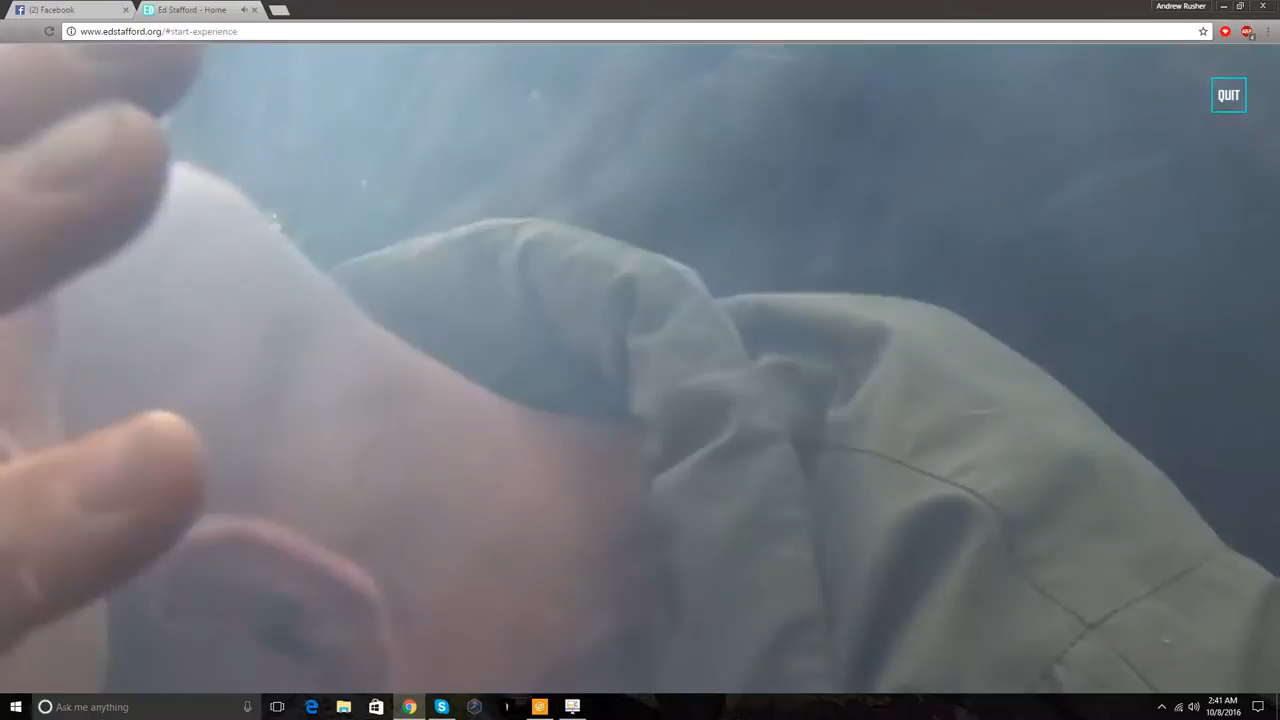 (2) Facebook
Ed Stafford - Home
Andrew Rusher
www.edstafford.org/#start-experience
ABP
QUIT
Ask me anything
2:41 AM
10/8/2016